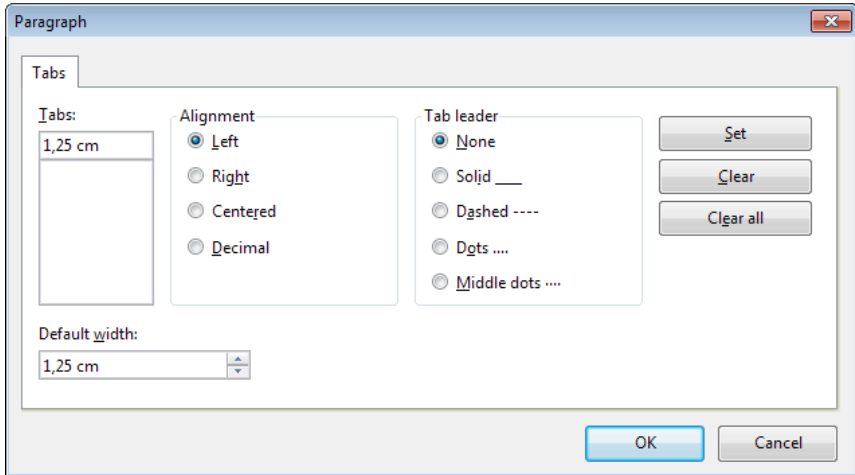 Paragraph
Tabs
Tabs:
1,25 cm
Alignment
Left
Right
Centered
Decimal
Tab leader
None
Solid ___
Dashed ----
Dots ....
Middle dots ····
Set
Clear
Clear all
Default width:
1,25 cm
OK
Cancel